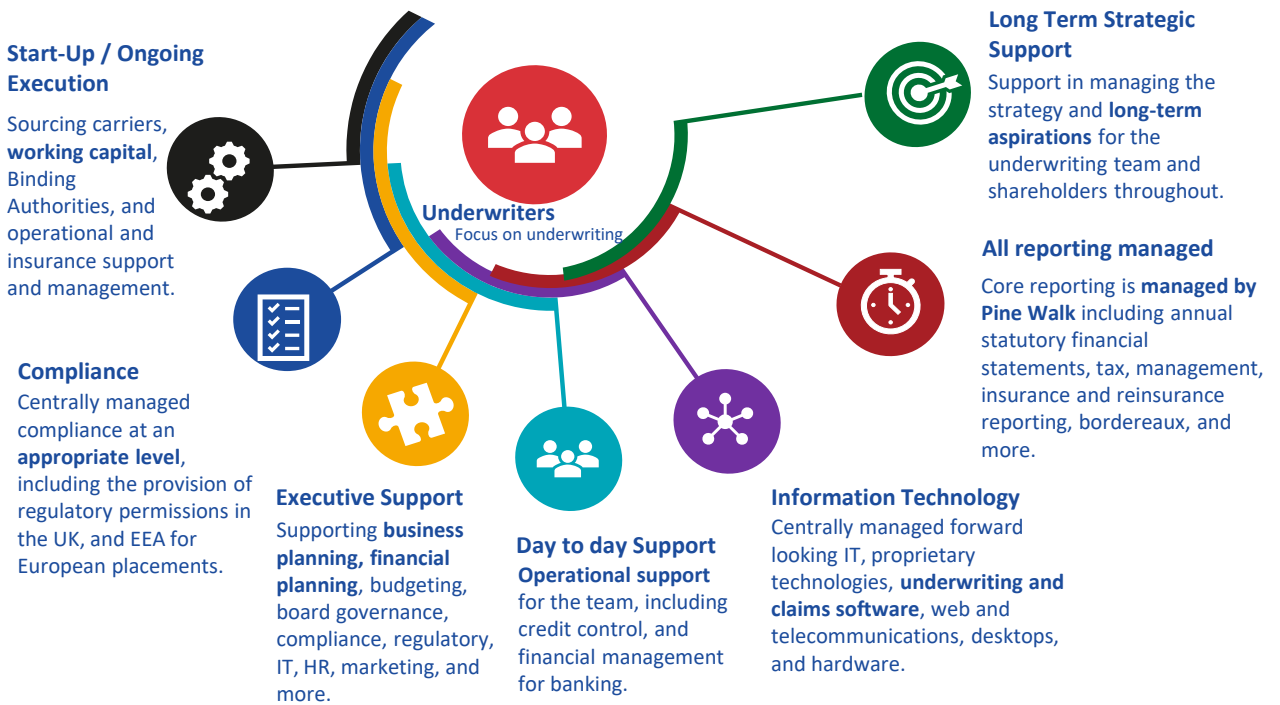 Start-Up / Ongoing
Execution
Sourcing carriers,
working capital,
Binding
Authorities, and
operational and
insurance support
and management.
Compliance
Centrally managed
compliance at an
appropriate level,
including the provision of
regulatory permissions in
the UK, and EEA for
European placements.
Executive Support
Supporting business
planning, financial
planning, budgeting,
board governance,
compliance, regulatory,
IT, HR, marketing, and
more.
Underwriters
Focus on underwriting
Day to day Support
Operational support
for the team, including
credit control, and
financial management
for banking.
Information Technology
Centrally managed forward
looking IT, proprietary
technologies, underwriting and
claims software, web and
telecommunications, desktops,
and hardware.
All reporting managed
Core reporting is managed by
Pine Walk including annual
statutory financial
statements, tax, management,
insurance and reinsurance
reporting, bordereaux, and
more.
Long Term Strategic
Support
Support in managing the
strategy and long-term
aspirations for the
underwriting team and
shareholders throughout.